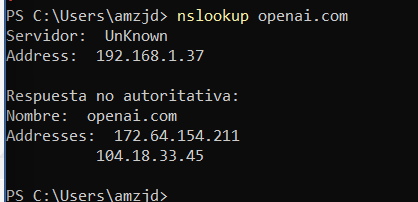 PS C:\Users\amzjd> nslookup openai.com
Servidor:  UnKnown
Address:  192.168.1.37

Respuesta no autoritativa:
Nombre:  openai.com
Addresses:  172.64.154.211
          104.18.33.45

PS C:\Users\amzjd>